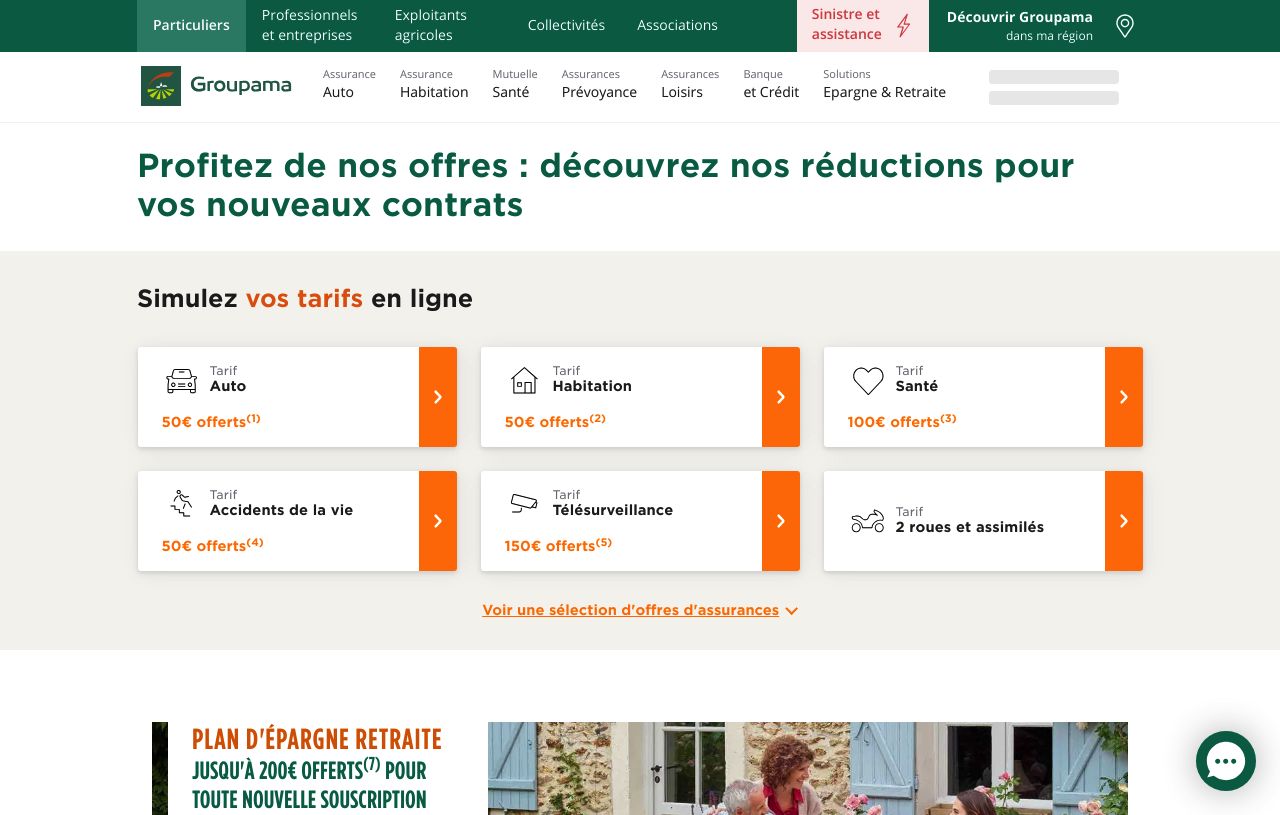 Particuliers
Professionnels
et entreprises
Exploitants
agricoles
Collectivités
Associations
Sinistre et
assistance
Découvrir Groupama
dans ma région
Groupama
Assurance
Auto
Assurance
Habitation
Mutuelle
Santé
Assurances
Prévoyance
Assurances
Loisirs
Banque
et Crédit
Solutions
Epargne & Retraite
Profitez de nos offres : découvrez nos réductions pour
vos nouveaux contrats
Simulez vos tarifs en ligne
Tarif
Auto
50€ offerts(1)
Tarif
Habitation
50€ offerts(2)
Tarif
Santé
100€ offerts(3)
Tarif
Accidents de la vie
50€ offerts(4)
Tarif
Télésurveillance
150€ offerts(5)
Tarif
2 roues et assimilés
Voir une sélection d'offres d'assurances
PLAN D'ÉPARGNE RETRAITE
JUSQU'À 200€ OFFERTS(7) POUR
TOUTE NOUVELLE SOUSCRIPTION